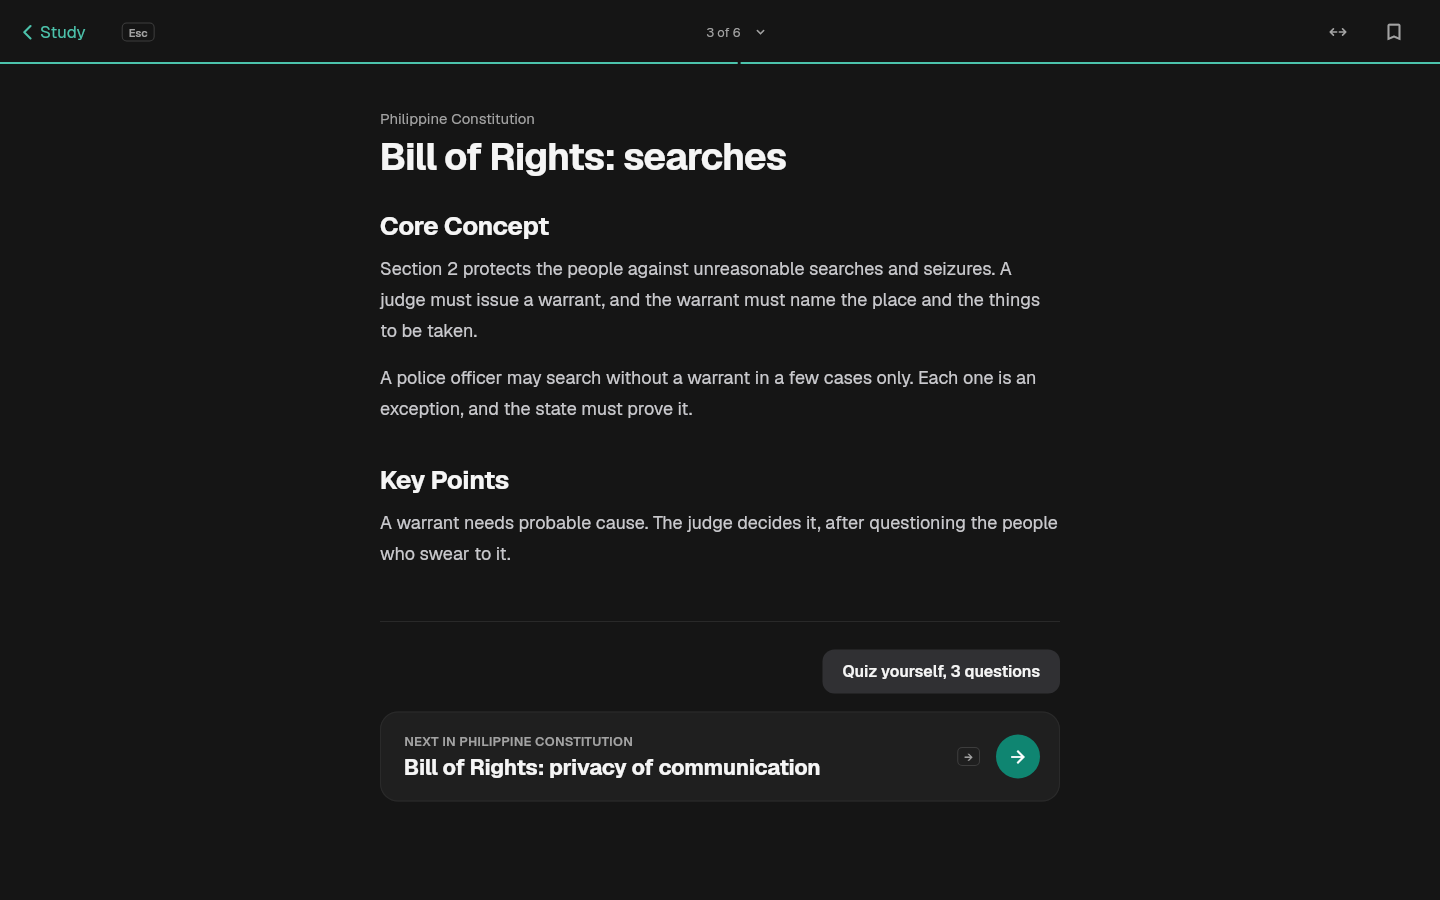 Study
Esc
3 of 6
Philippine Constitution
Bill of Rights: searches
Core Concept
Section 2 protects the people against unreasonable searches and seizures. A
judge must issue a warrant, and the warrant must name the place and the things
to be taken.
A police officer may search without a warrant in a few cases only. Each one is an
exception, and the state must prove it.
Key Points
A warrant needs probable cause. The judge decides it, after questioning the people
who swear to it.
Quiz yourself, 3 questions
NEXT IN PHILIPPINE CONSTITUTION
Bill of Rights: privacy of communication